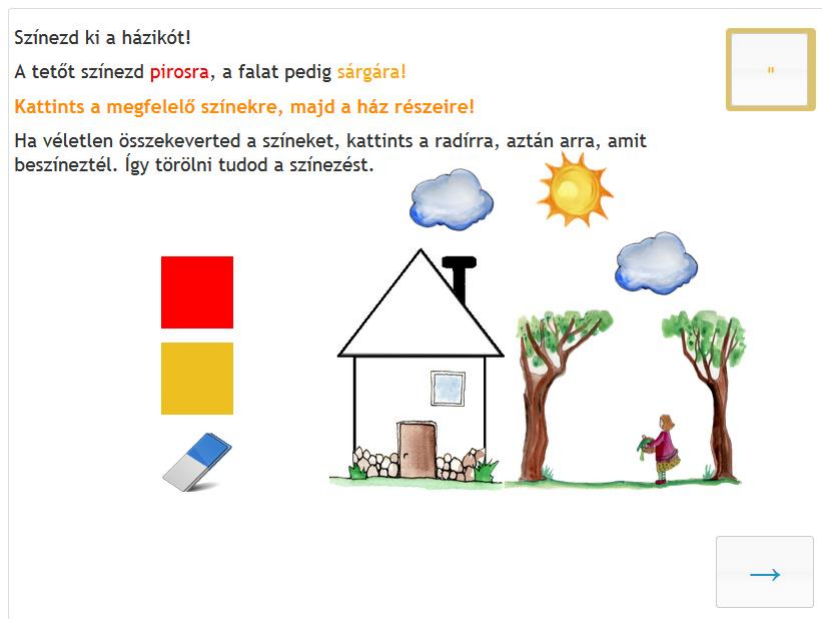 Színezd ki a házikót!
A tetőt színezd pirosra, a falat pedig sárgára!
Kattints a megfelelő színekre, majd a ház részeire!
Ha véletlen összekeverted a színeket, kattints a radírra, aztán arra, amit
beszíneztél. Így törölni tudod a színezést.
"